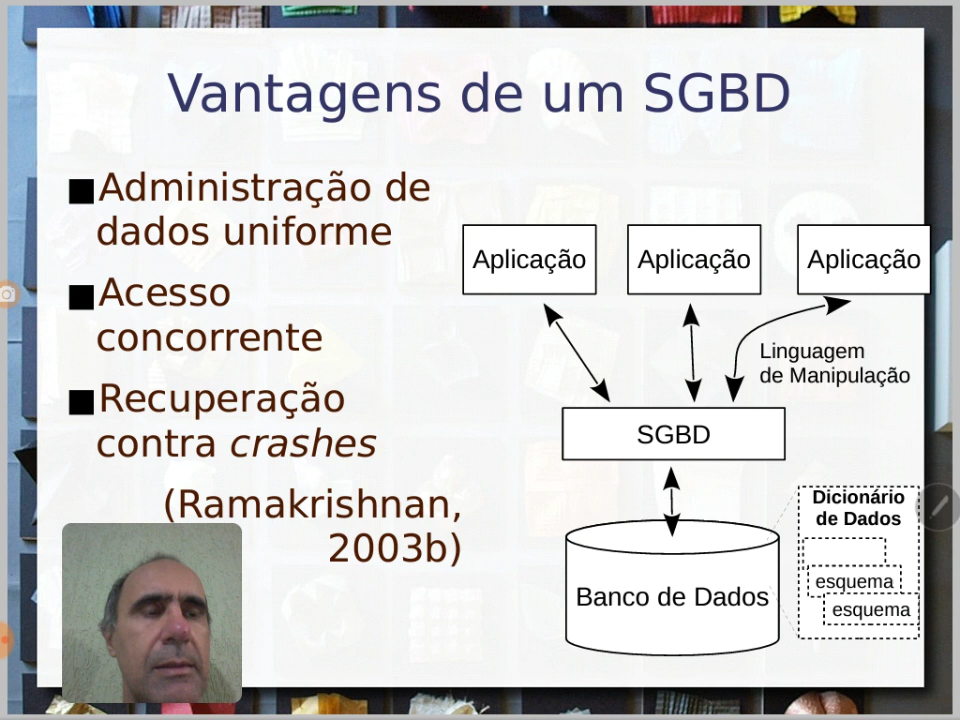 Vantagens de um SGBD
■Administração de
dados uniforme
■Acesso
concorrente
■Recuperação
contra crashes
(Ramakrishnan,
2003b)
Aplicação
Aplicação
Aplicação
Linguagem
de Manipulação
SGBD
Banco de Dados
Dicionário
de Dados
esquema
esquema